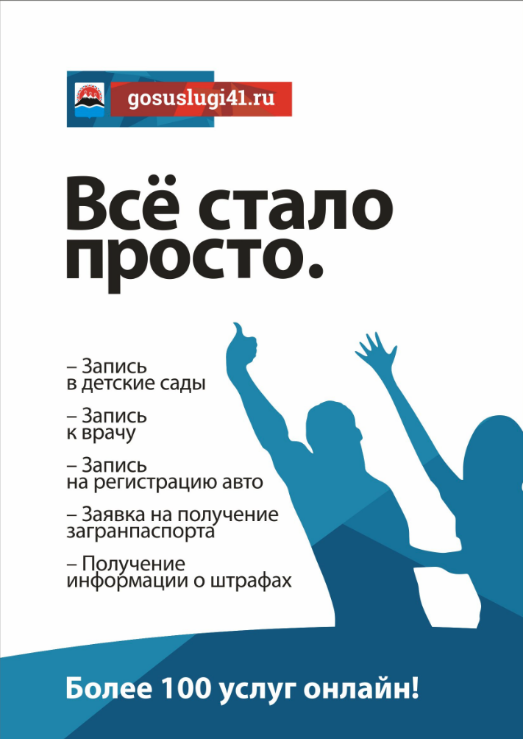 gosuslugi41.ru
Всё стало
просто.
– Запись
в детские сады
– Запись
к врачу
– Запись
на регистрацию авто
– Заявка на получение
загранпаспорта
– Получение
информации о штрафах
Более 100 услуг онлайн!